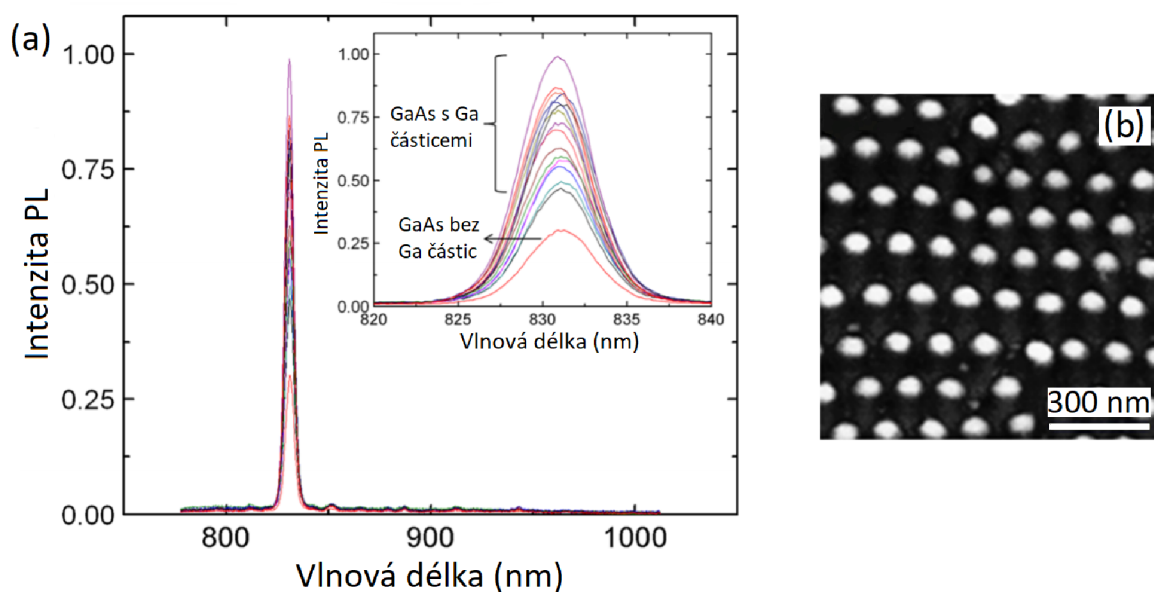 (a)
Intenzita PL
1.00
0.75
0.50
0.25
0.00
800
900
1000
Vlnová délka (nm)
Intenzita PL
1.00
0.75
0.50
0.25
0.00
820
825
830
835
840
Vlnová délka (nm)
GaAs s Ga
částicemi
GaAs bez
Ga částic
(b)
300 nm